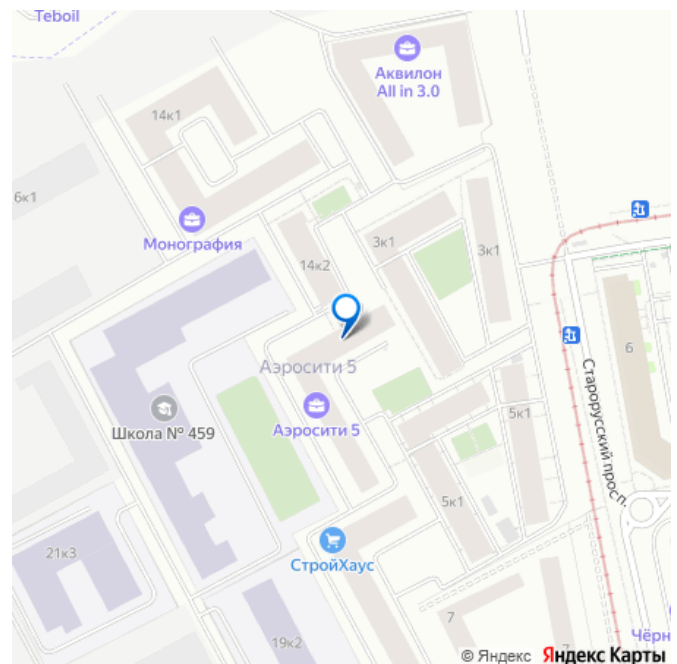 Teboil
Аквилон
All in 3.0
14к1
6к1
Монография
3к1
3к1
14к2
6
Аэросити 5
Аэросити 5
Школа № 459
Старорусский просп.
5к1
5к1
СтройХаус
21к3
19к2
7
7
Чёрн
© Яндекс Яндекс Карты